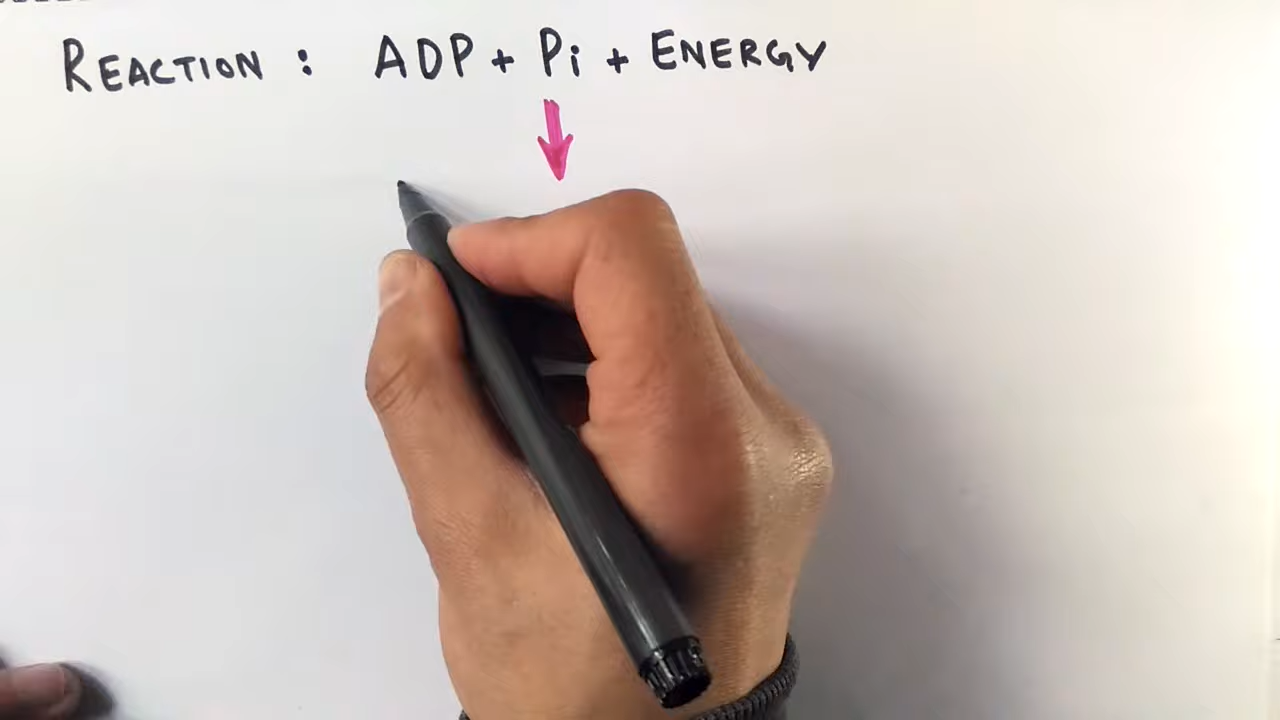 REACTION : ADP + Pi + ENERGY